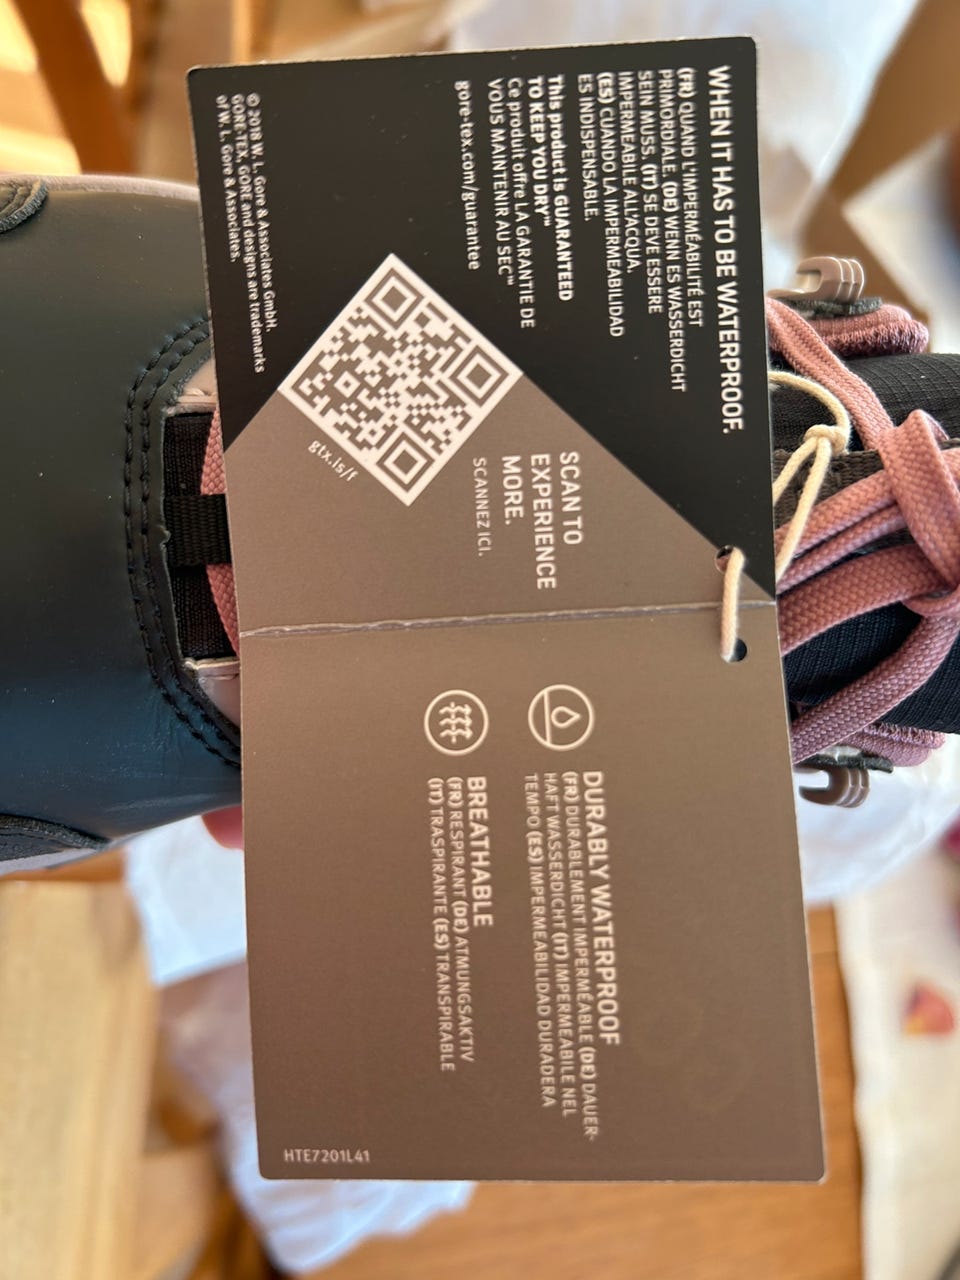 WHEN IT HAS TO BE WATERPROOF.
(FR) QUAND L'IMPERMÉABILITÉ EST
PRIMORDIALE. (DE) WENN ES WASSERDICHT
SEIN MUSS. (IT) SE DEVE ESSERE
IMPERMEABILE ALL'ACQUA.
(ES) CUANDO LA IMPERMEABILIDAD
ES INDISPENSABLE.
This product is GUARANTEED
TO KEEP YOU DRY™
Ce produit offre LA GARANTIE DE
VOUS MAINTENIR AU SEC™
gore-tex.com/guarantee
© 2018 W. L. Gore & Associates GmbH.
GORE-TEX, GORE and designs are trademarks
of W. L. Gore & Associates.
SCAN TO
EXPERIENCE
MORE.
SCANNEZ ICI.
gtx.is/f
DURABLY WATERPROOF
(FR) DURABLEMENT IMPERMÉABLE (DE) DAUER-
HAFT WASSERDICHT (IT) IMPERMEABILE NEL
TEMPO (ES) IMPERMEABILIDAD DURADERA
BREATHABLE
(FR) RESPIRANT (DE) ATMUNGSAKTIV
(IT) TRASPIRANTE (ES) TRANSPIRABLE
HTE7201L41